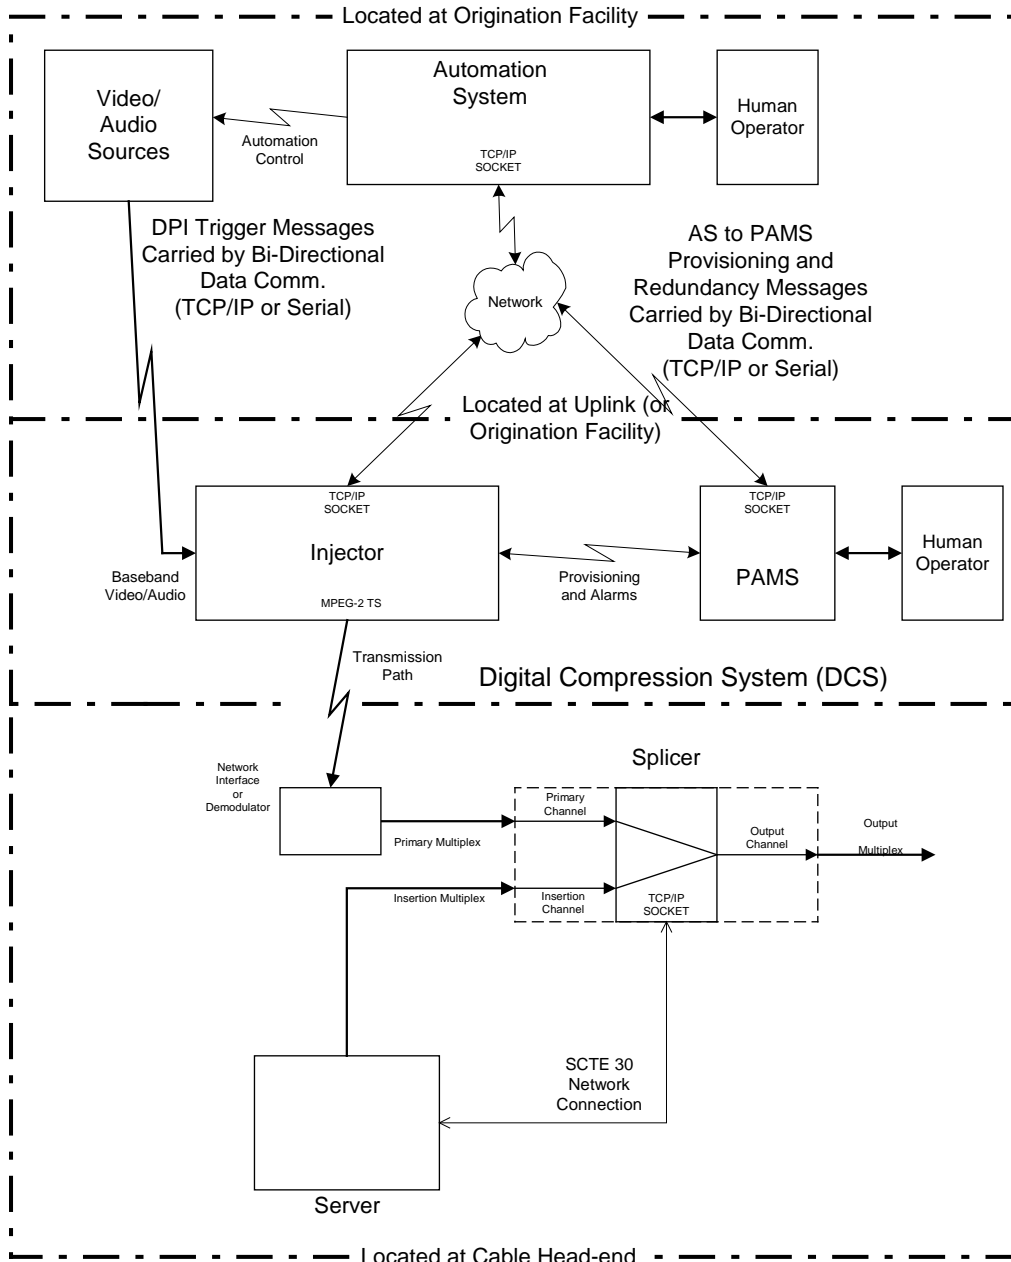 Located at Origination Facility
Video/
Audio
Sources
Automation
System
Human
Operator
Automation
Control
TCP/IP
SOCKET
DPI Trigger Messages
Carried by Bi-Directional
Data Comm.
(TCP/IP or Serial)
Network
AS to PAMS
Provisioning and
Redundancy Messages
Carried by Bi-Directional
Data Comm.
(TCP/IP or Serial)
Located at Uplink (or
Origination Facility)
TCP/IP
SOCKET
Injector
MPEG-2 TS
Baseband
Video/Audio
Provisioning
and Alarms
TCP/IP
SOCKET
PAMS
Human
Operator
Transmission
Path
Digital Compression System (DCS)
Network
Interface
or
Demodulator
Splicer
Primary Multiplex
Primary
Channel
Output
Channel
Output
Multiplex
Insertion Multiplex
Insertion
Channel
TCP/IP
SOCKET
SCTE 30
Network
Connection
Server
Located at Cable Head-end